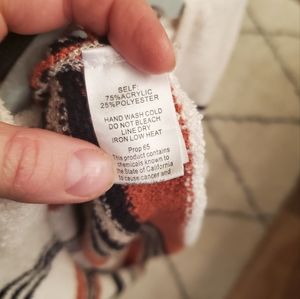 SELF:
75%ACRYLIC
25%POLYESTER
HAND WASH COLD
DO NOT BLEACH
LINE DRY
IRON LOW HEAT
Prop 65
This product contains
chemicals known to
the State of California
to cause cancer and